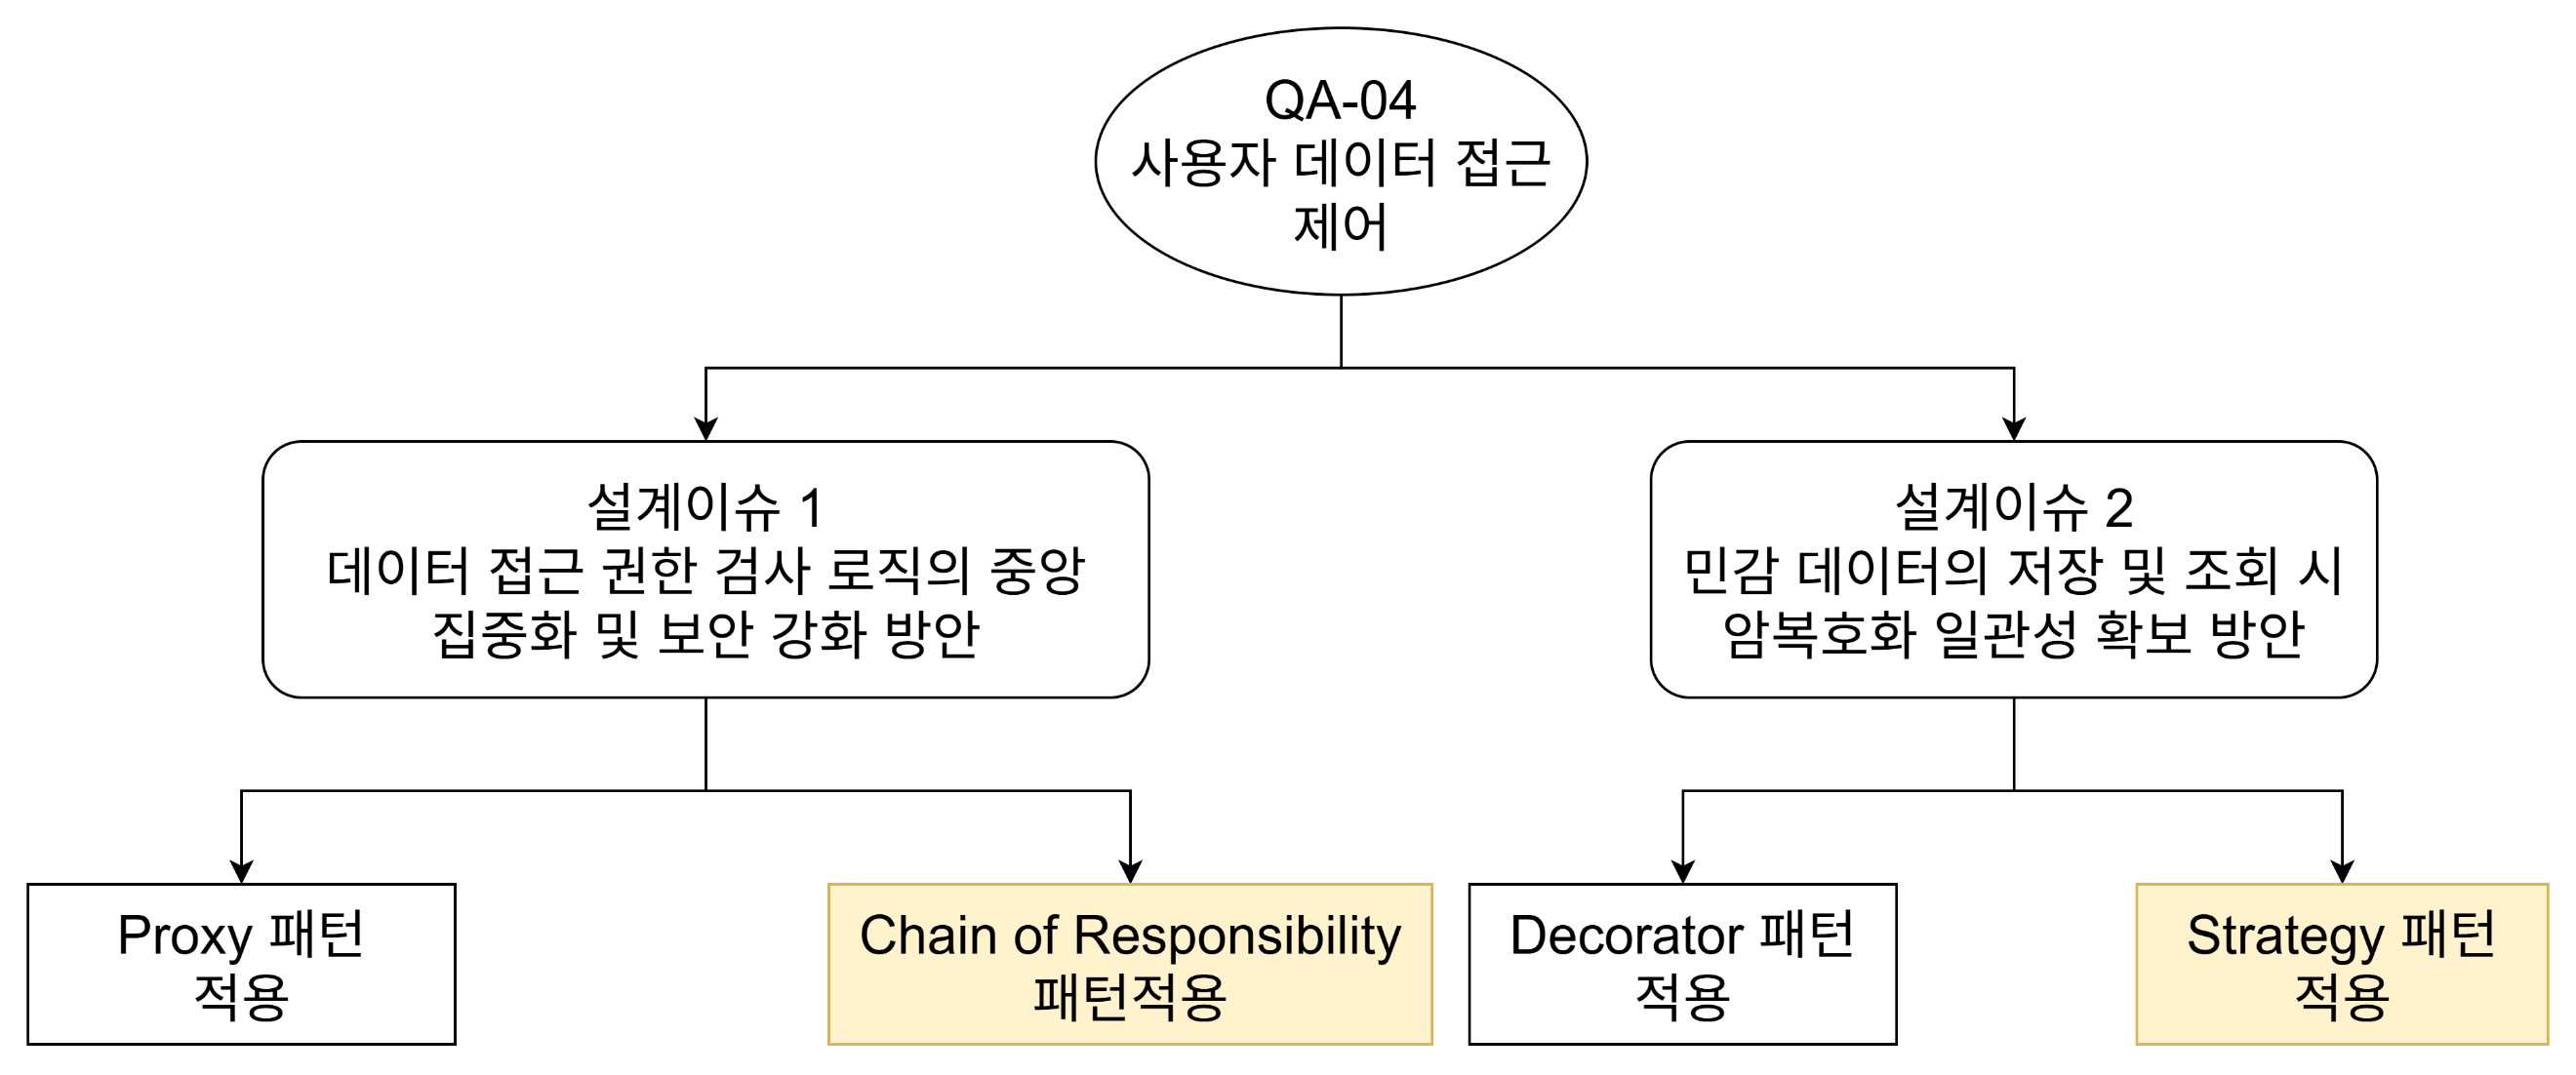 QA-04
사용자 데이터 접근
제어
설계이슈 1
데이터 접근 권한 검사 로직의 중앙
집중화 및 보안 강화 방안
설계이슈 2
민감 데이터의 저장 및 조회 시
암복호화 일관성 확보 방안
Proxy 패턴
적용
Chain of Responsibility
패턴적용
Decorator 패턴
적용
Strategy 패턴
적용